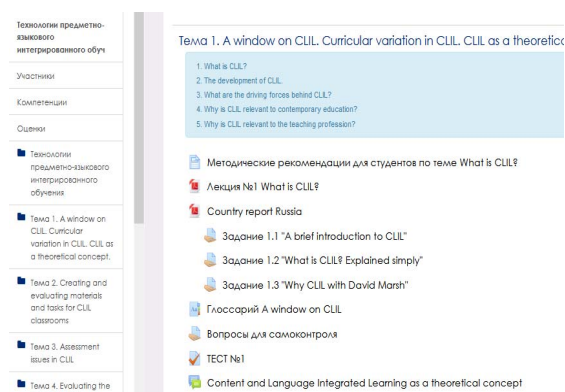 Технологии предметно-
языкового
интегрированного обуч
Участники
Компетенции
Оценки
Технологии
предметно-языкового
интегрированного
обучения
Тема 1. A window on
CLIL. Curricular
variation in CLIL. CLIL as
a theoretical concept.
Тема 2. Creating and
evaluating materials
and tasks for CLIL
classrooms
Тема 3. Assessment
issues in CLIL
Тема 4. Evaluating the
Тема 1. A window on CLIL. Curricular variation in CLIL. CLIL as a theoretic
1. What is CLIL?
2. The development of CLIL.
3. What are the driving forces behind CLIL?
4. Why is CLIL relevant to contemporary education?
5. Why is CLIL relevant to the teaching profession?
Методические рекомендации для студентов по теме What is CLIL?
Лекция №1 What is CLIL?
Country report Russia
Задание 1.1 "A brief introduction to CLIL"
Задание 1.2 "What is CLIL? Explained simply"
Задание 1.3 "Why CLIL with David Marsh"
Глоссарий A window on CLIL
Вопросы для самоконтроля
ТЕСТ №1
Content and Language Integrated Learning as a theoretical concept